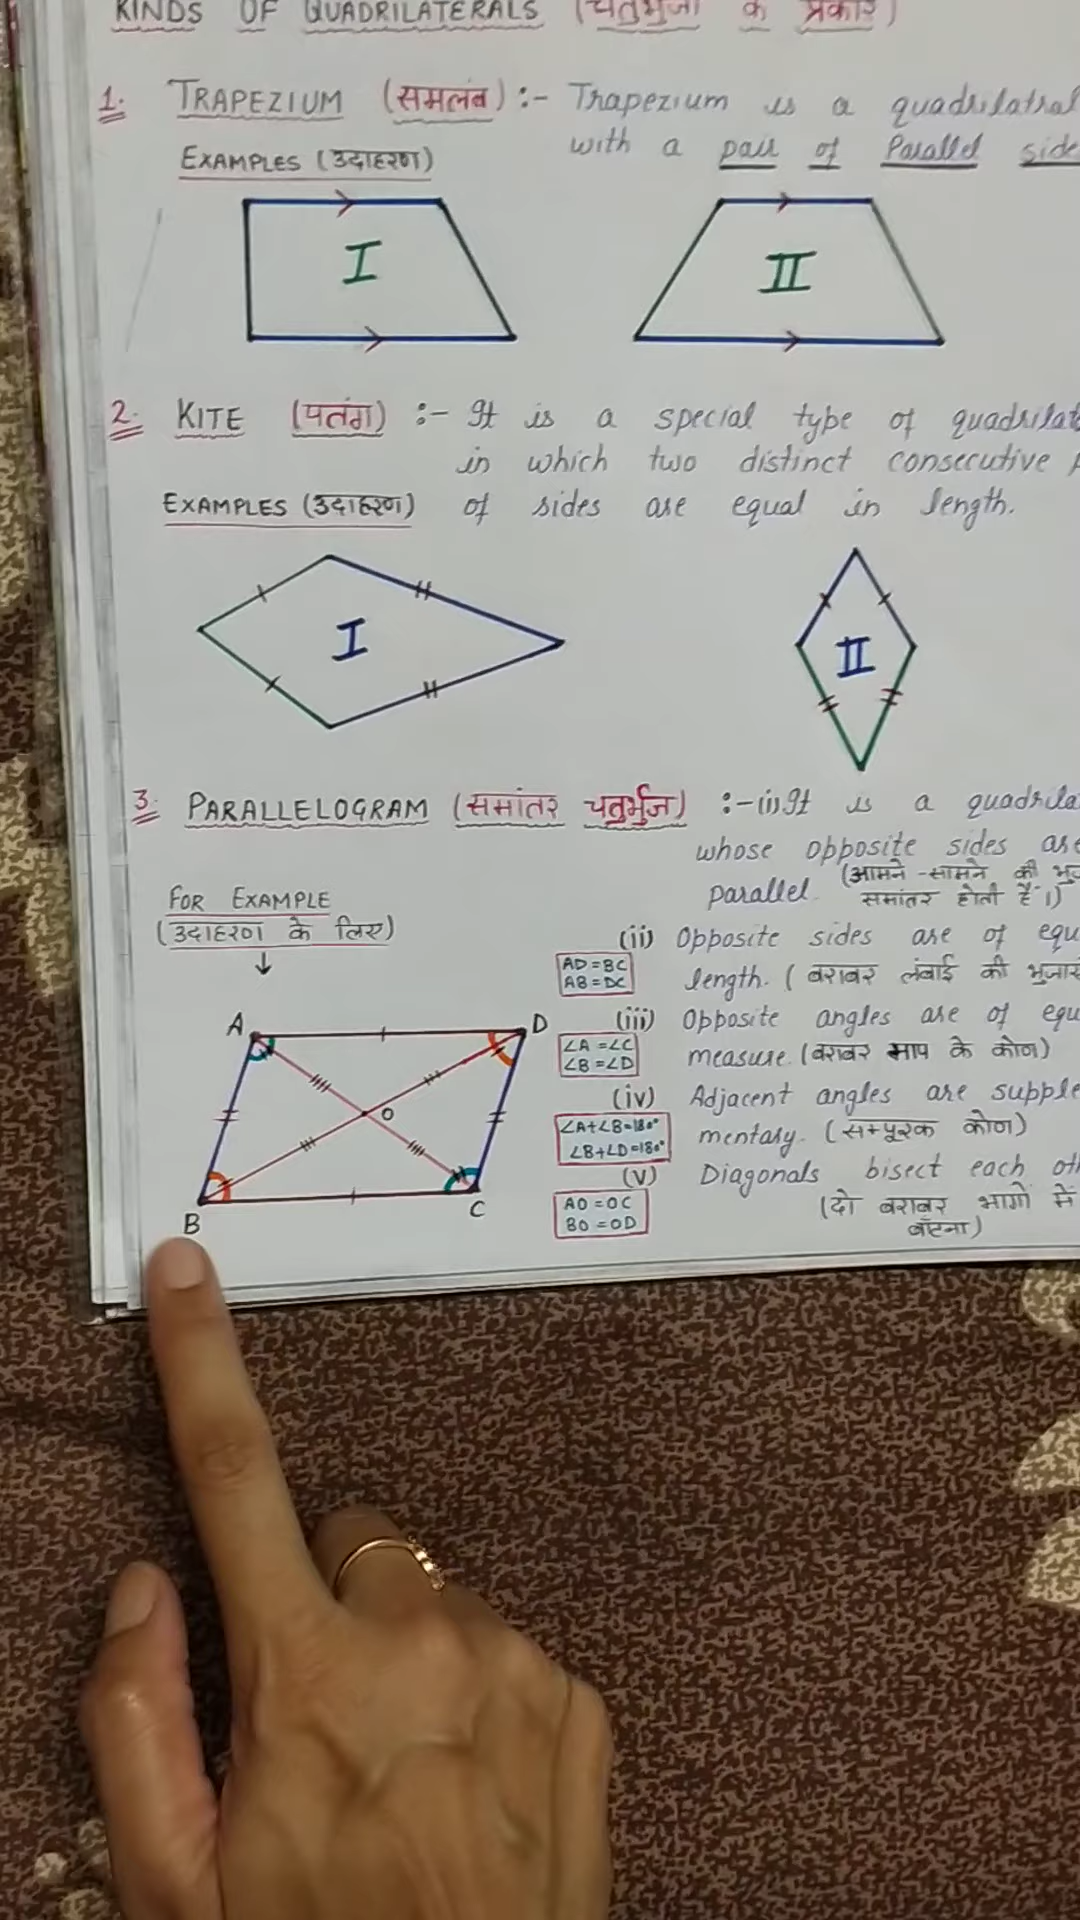 KINDS OF QUADRILATERALS (चतुर्भुजों के प्रकार)
1. TRAPEZIUM (समलंब) :- Trapezium is a quadrilatral
with a pair of Parallel side
EXAMPLES (उदाहरण)
I
II
2. KITE (पतंग) :- It is a special type of quadrilat
in which two distinct consecutive
EXAMPLES (उदाहरण) of sides are equal in length.
I
II
3. PARALLELOGRAM (समांतर चतुर्भुज) :- (i) It is a quadrila
whose opposite sides are
parallel. (आमने-सामने की भु
समांतर होती है।)
FOR EXAMPLE
(उदाहरण के लिए)
(ii) Opposite sides are of equ
AD = BC
AB = DC
length. (बराबर लंबाई की
(iii) Opposite angles are of equ
∠A = ∠C
∠B = ∠D
measure. (बराबर माप के कोण)
(iv) Adjacent angles are supple
∠A+∠B=180°
∠B+∠D=180°
mentary. (सम्पूरक कोण)
(v) Diagonals bisect each oth
AO = OC
BO = OD
(दो बराबर भागों में
बाँटना)
A D
O
B C